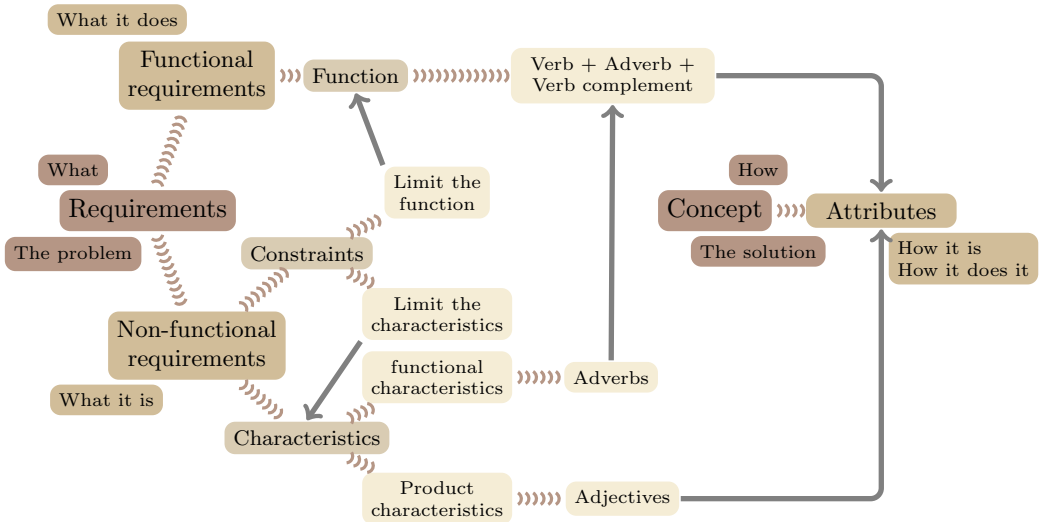 What it does
Functional
requirements
Function
Verb + Adverb +
Verb complement
What
Requirements
The problem
Limit the
function
Constraints
How
Concept
The solution
Attributes
How it is
How it does it
Non-functional
requirements
What it is
Limit the
characteristics
functional
characteristics
Adverbs
Characteristics
Product
characteristics
Adjectives